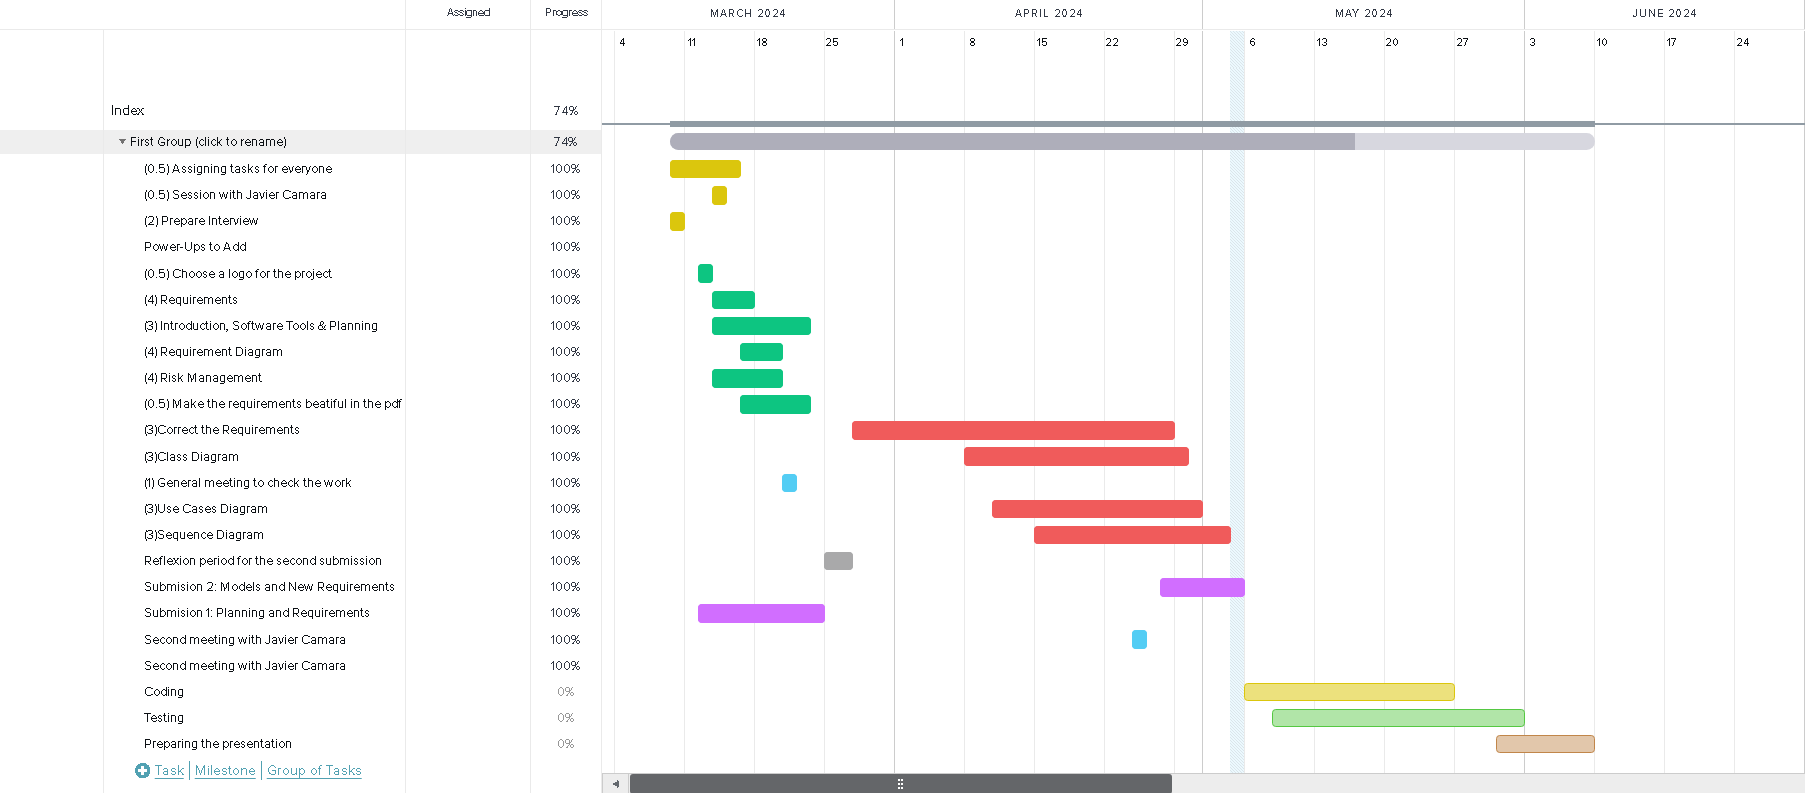 Assigned Progress MARCH 2024 APRIL 2024 MAY 2024 JUNE 2024
4 11 18 25 1 8 15 22 29 6 13 20 27 3 10 17 24
Index 74%
First Group (click to rename) 74%
(0.5) Assigning tasks for everyone 100%
(0.5) Session with Javier Camara 100%
(2) Prepare Interview 100%
Power-Ups to Add 100%
(0.5) Choose a logo for the project 100%
(4) Requirements 100%
(3) Introduction, Software Tools & Planning 100%
(4) Requirement Diagram 100%
(4) Risk Management 100%
(0.5) Make the requirements beatiful in the pdf 100%
(3)Correct the Requirements 100%
(3)Class Diagram 100%
(1) General meeting to check the work 100%
(3)Use Cases Diagram 100%
(3)Sequence Diagram 100%
Reflexion period for the second submission 100%
Submision 2: Models and New Requirements 100%
Submision 1: Planning and Requirements 100%
Second meeting with Javier Camara 100%
Second meeting with Javier Camara 100%
Coding 0%
Testing 0%
Preparing the presentation 0%
Task | Milestone | Group of Tasks